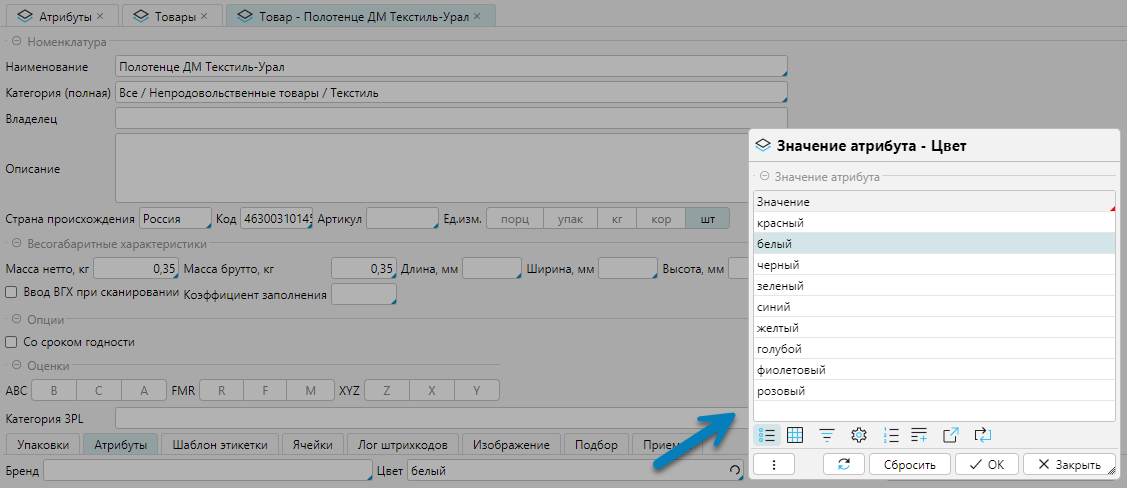 Атрибуты × Товары × Товар - Полотенце ДМ Текстиль-Урал ×
Номенклатура
Наименование Полотенце ДМ Текстиль-Урал
Категория (полная) Все / Непродовольственные товары / Текстиль
Владелец
Описание
Страна происхождения Россия Код 46300310145 Артикул Ед.изм. порц упак кг кор шт
Весогабаритные характеристики
Масса нетто, кг 0,35 Масса брутто, кг 0,35 Длина, мм Ширина, мм Высота, мм
Ввод ВГХ при сканировании Коэффициент заполнения
Опции
Со сроком годности
Оценки
ABC B C A FMR R F M XYZ Z X Y
Категория 3PL
Упаковки Атрибуты Шаблон этикетки Ячейки Лог штрихкодов Изображение Подбор Прием
Бренд Цвет белый
Значение атрибута - Цвет
Значение атрибута
Значение
красный
белый
черный
зеленый
синий
желтый
голубой
фиолетовый
розовый
Сбросить OK Закрыть